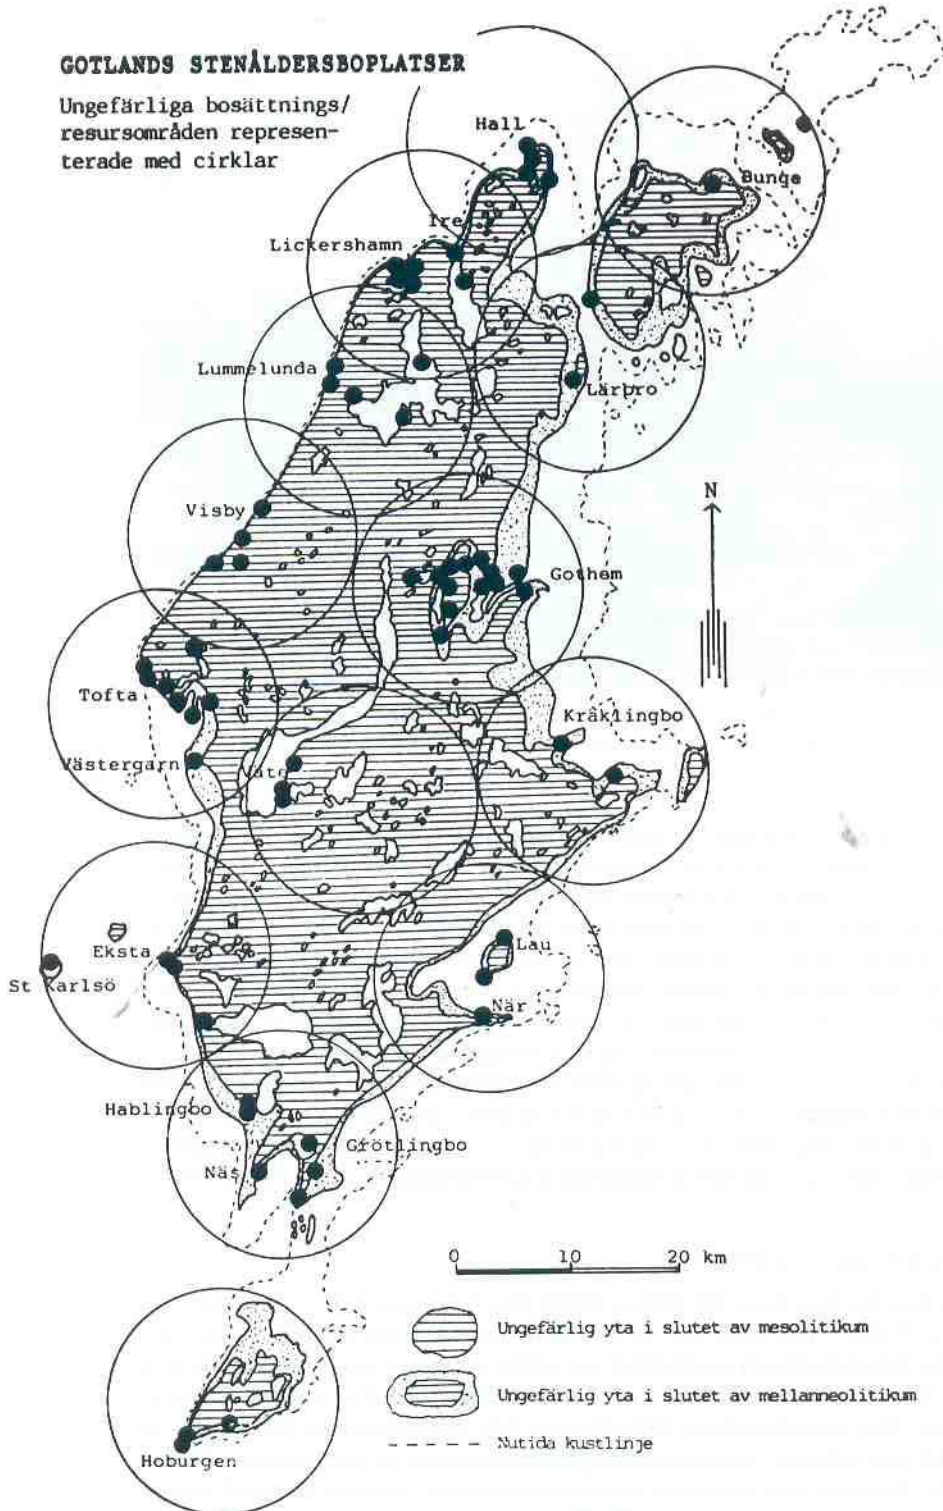 GOTLANDS STENÅLDERSBOPLATSER
Ungefärliga bosättnings/
resursområden represen-
terade med cirklar
Hall
Bunge
Ire
Lickershamn
Lummelunda
Lärbro
Visby
N
Gothem
Tofta
Kräklingbo
Västergarn
Väte
Lau
Eksta
St Karlsö
När
Hablingbo
Grötlingbo
Näs
0 10 20 km
Ungefärlig yta i slutet av mesolitikum
Ungefärlig yta i slutet av mellanneolitikum
Nutida kustlinje
Hoburgen